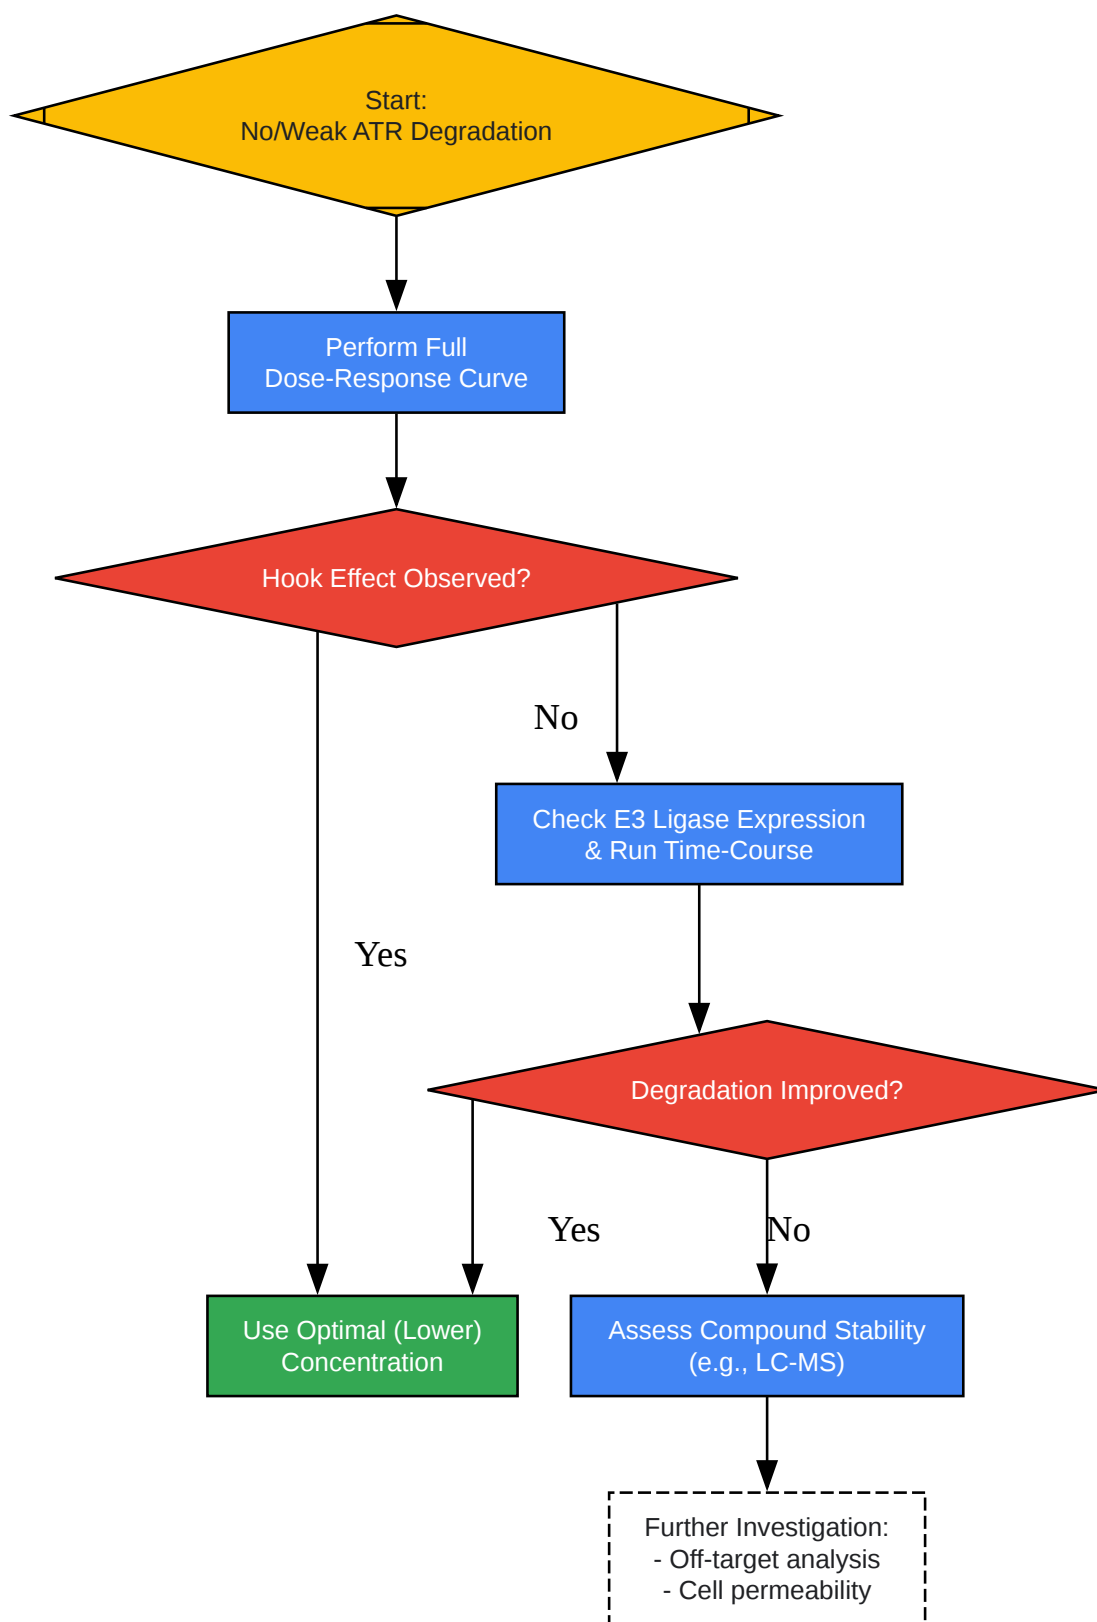 Start:
No/Weak ATR Degradation
Perform Full
Dose-Response Curve
Hook Effect Observed?
No
Check E3 Ligase Expression
& Run Time-Course
Yes
Degradation Improved?
Yes
No
Use Optimal (Lower)
Concentration
Assess Compound Stability
(e.g., LC-MS)
Further Investigation:
- Off-target analysis
- Cell permeability